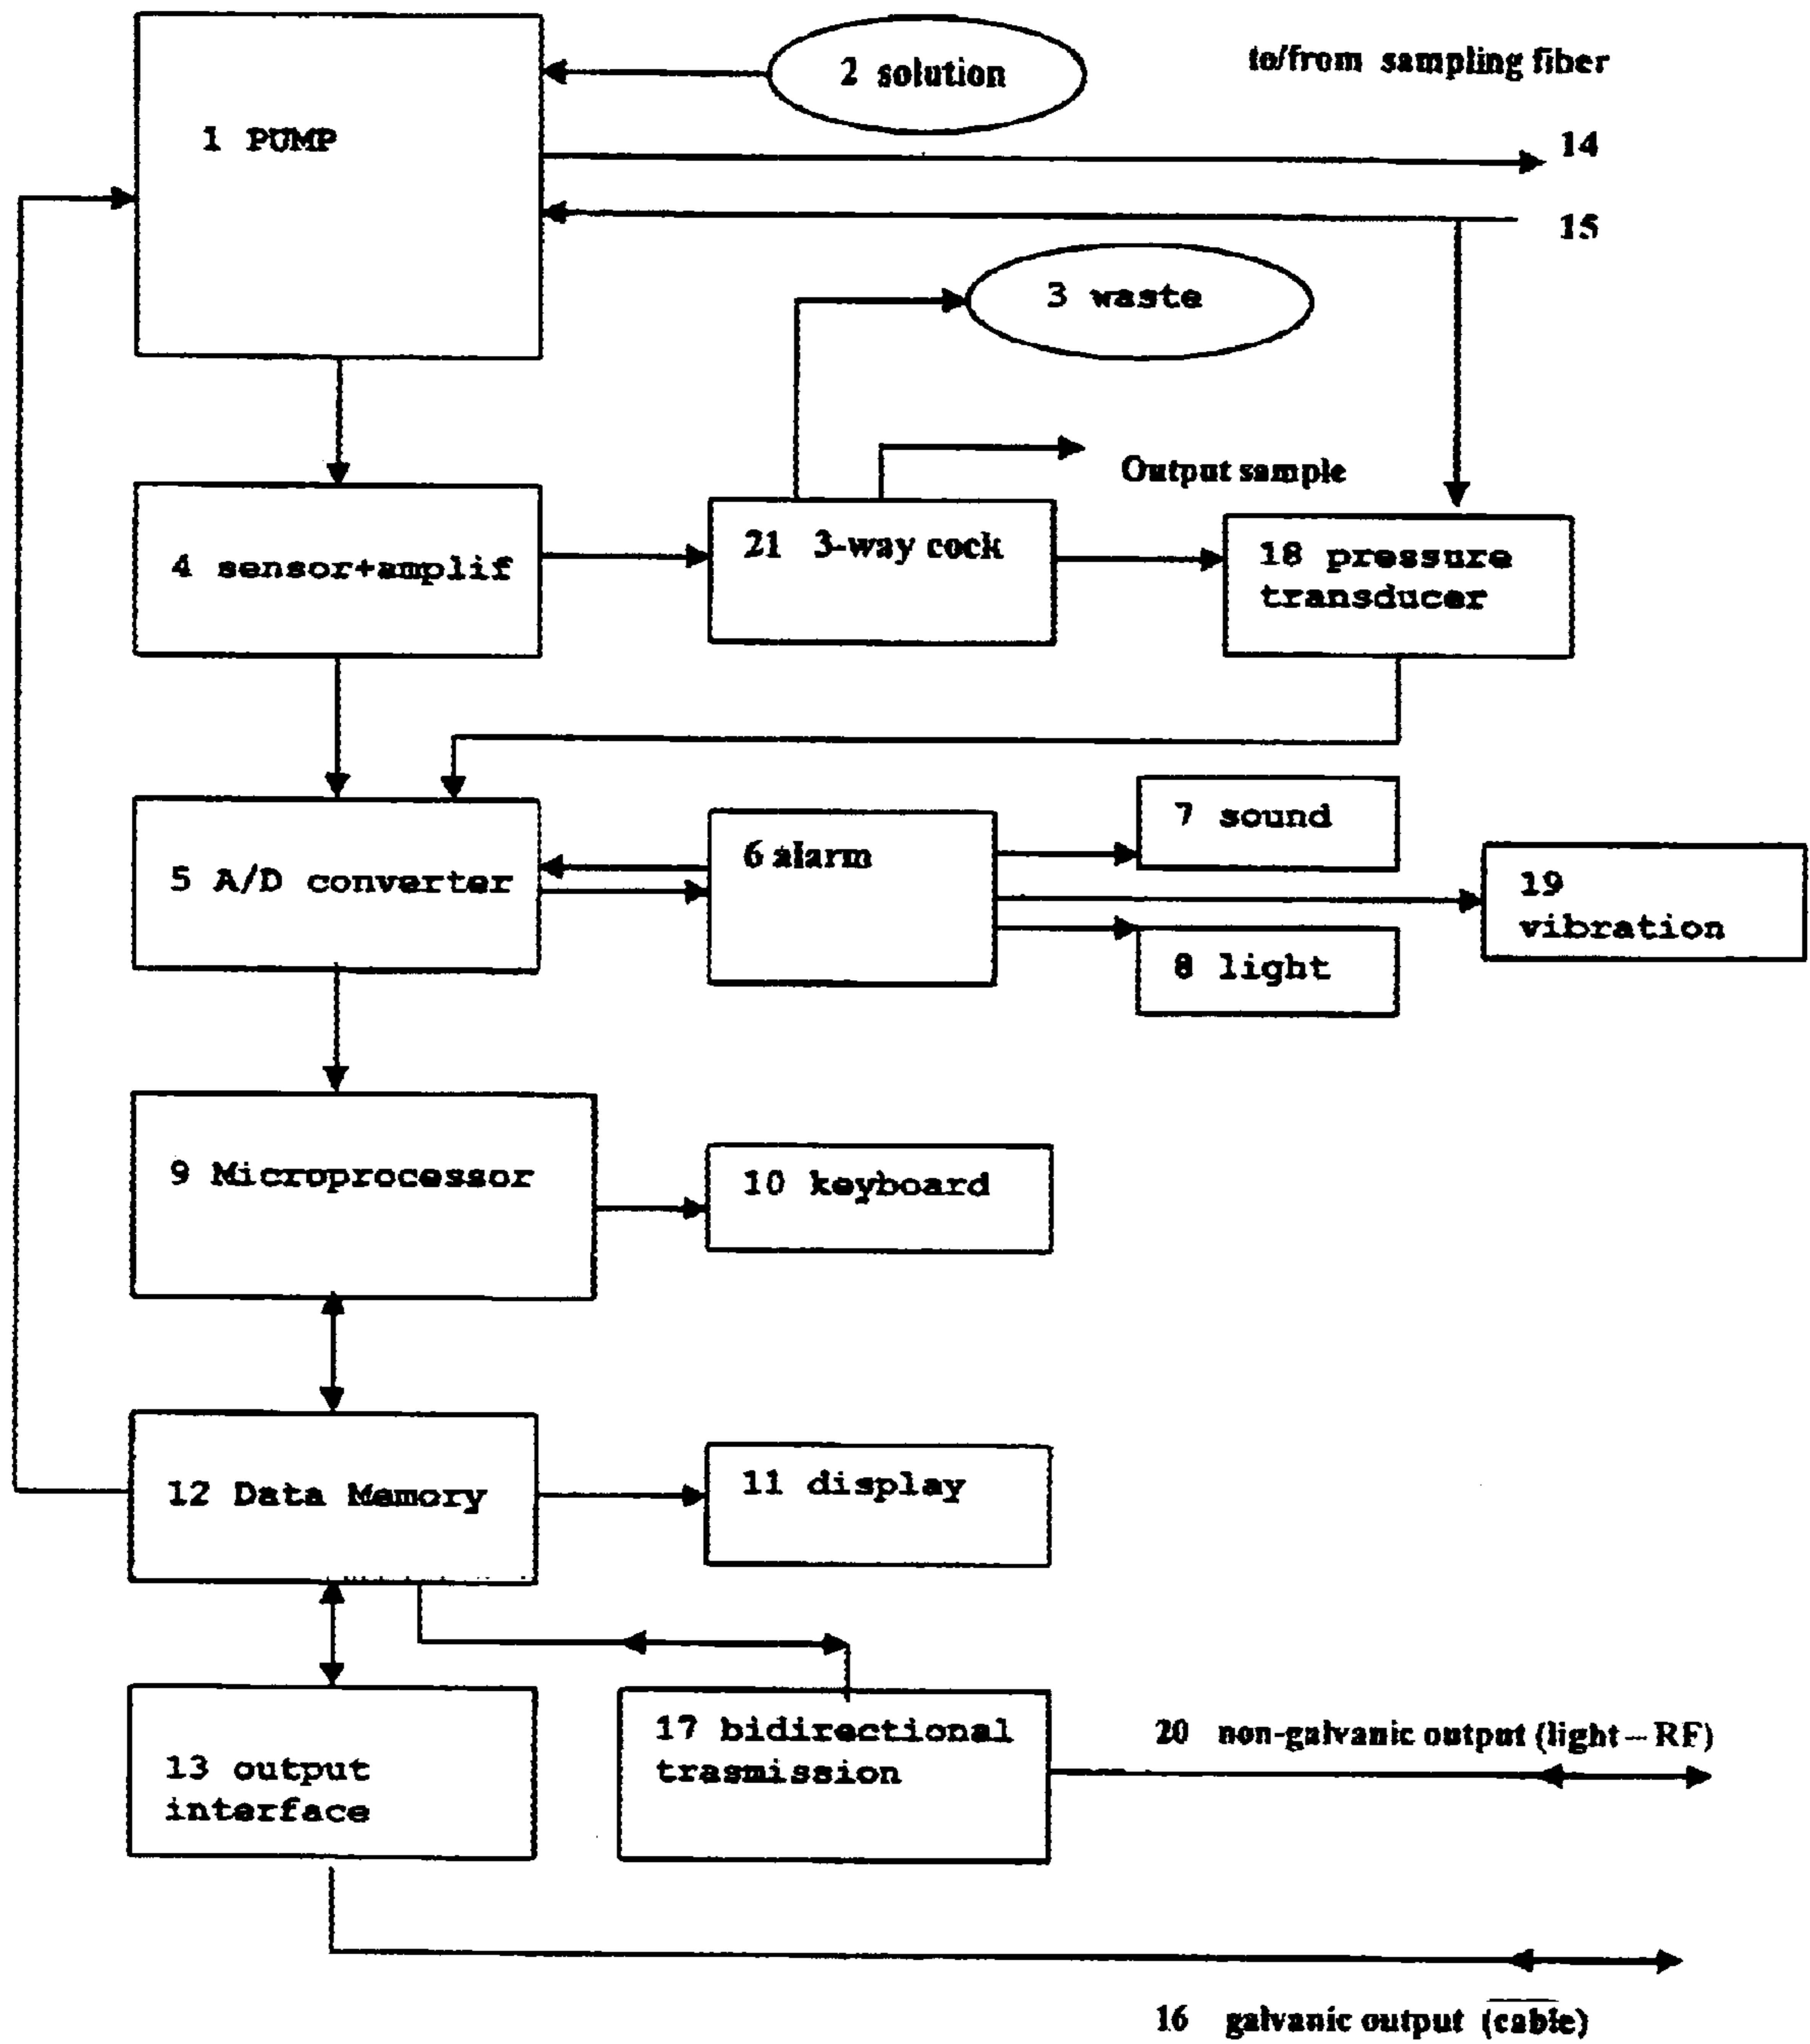 2 solution
to/from sampling fiber
1 PUMP
14
15
3 waste
Output sample
21 3-way cock
4 sensor+amplif
18 pressure
transducer
7 sound
6 alarm
5 A/D converter
19
vibration
8 light
9 Microprocessor
10 keyboard
12 Data Memory
11 display
17 bidirectional
trasmission
20 non-galvanic output (light – RF)
13 output
interface
16 galvanic output (cable)